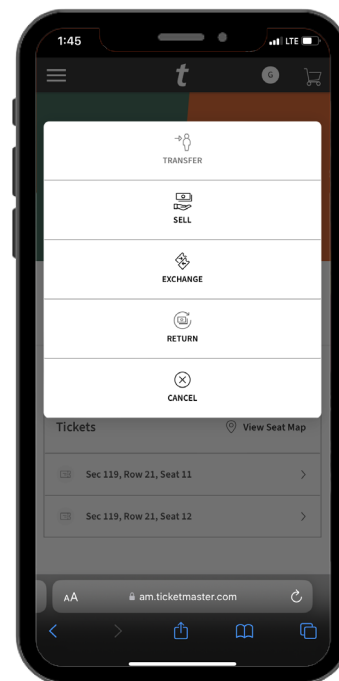 1:45
LTE
t
G
TRANSFER
SELL
EXCHANGE
RETURN
CANCEL
Tickets
View Seat Map
Sec 119, Row 21, Seat 11
Sec 119, Row 21, Seat 12
AA
am.ticketmaster.com